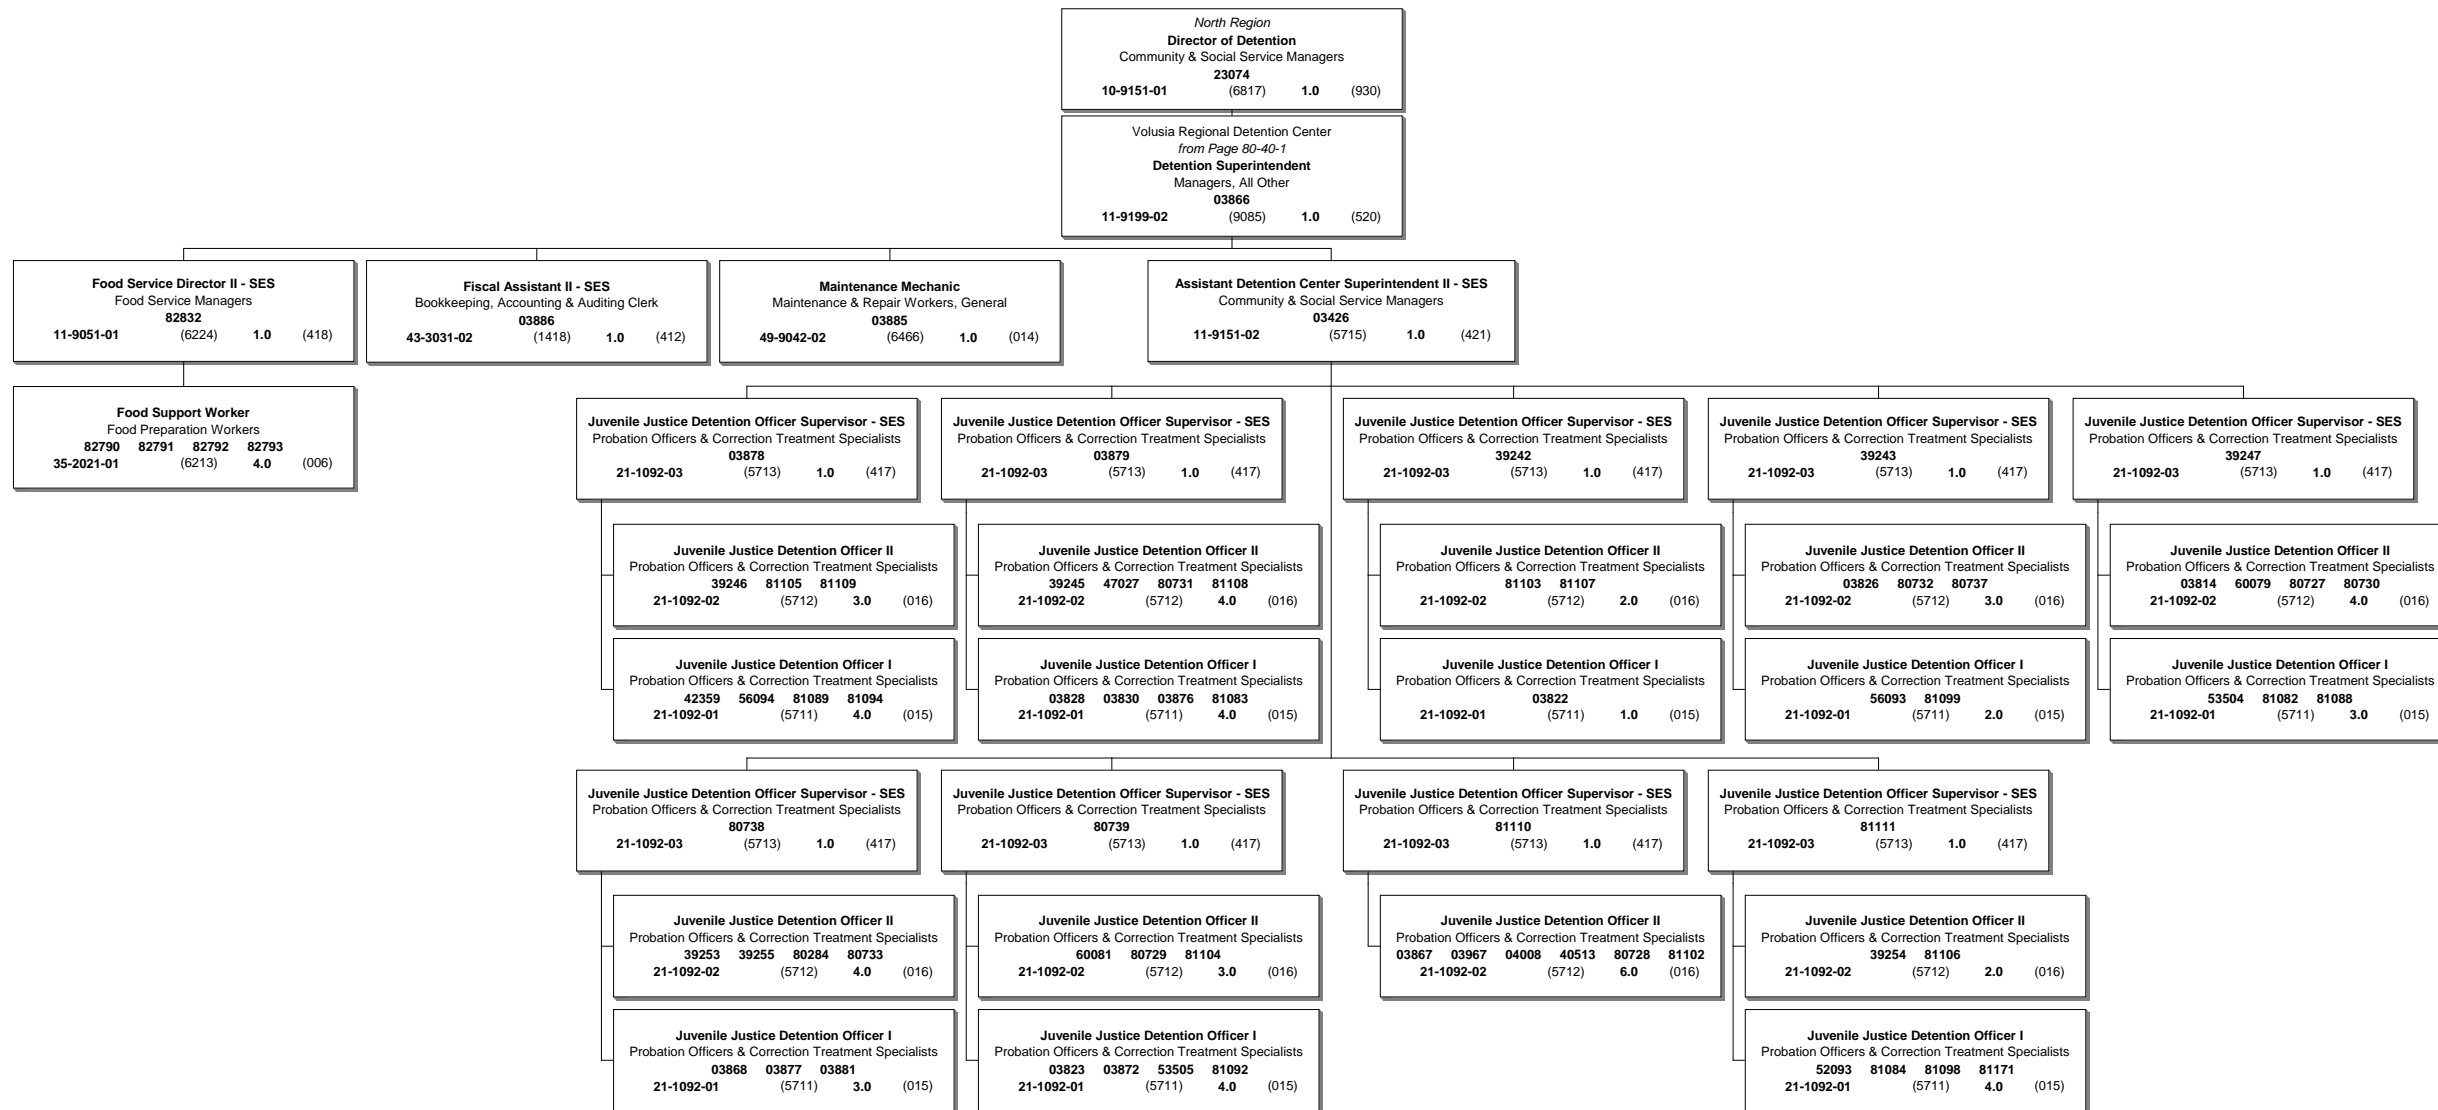 North Region
Director of Detention
Community & Social Service Managers
23074
10-9151-01 (6817) 1.0 (930)
Volusia Regional Detention Center
from Page 80-40-1
Detention Superintendent
Managers, All Other
03866
11-9199-02 (9085) 1.0 (520)
Food Service Director II - SES
Food Service Managers
82832
11-9051-01 (6224) 1.0 (418)
Fiscal Assistant II - SES
Bookkeeping, Accounting & Auditing Clerk
03886
43-3031-02 (1418) 1.0 (412)
Maintenance Mechanic
Maintenance & Repair Workers, General
03885
49-9042-02 (6466) 1.0 (014)
Assistant Detention Center Superintendent II - SES
Community & Social Service Managers
03426
11-9151-02 (5715) 1.0 (421)
Food Support Worker
Food Preparation Workers
82790 82791 82792 82793
35-2021-01 (6213) 4.0 (006)
Juvenile Justice Detention Officer Supervisor - SES
Probation Officers & Correction Treatment Specialists
03878
21-1092-03 (5713) 1.0 (417)
Juvenile Justice Detention Officer Supervisor - SES
Probation Officers & Correction Treatment Specialists
03879
21-1092-03 (5713) 1.0 (417)
Juvenile Justice Detention Officer Supervisor - SES
Probation Officers & Correction Treatment Specialists
39242
21-1092-03 (5713) 1.0 (417)
Juvenile Justice Detention Officer Supervisor - SES
Probation Officers & Correction Treatment Specialists
39243
21-1092-03 (5713) 1.0 (417)
Juvenile Justice Detention Officer Supervisor - SES
Probation Officers & Correction Treatment Specialists
39247
21-1092-03 (5713) 1.0 (417)
Juvenile Justice Detention Officer II
Probation Officers & Correction Treatment Specialists
39246 81105 81109
21-1092-02 (5712) 3.0 (016)
Juvenile Justice Detention Officer II
Probation Officers & Correction Treatment Specialists
39245 47027 80731 81108
21-1092-02 (5712) 4.0 (016)
Juvenile Justice Detention Officer II
Probation Officers & Correction Treatment Specialists
81103 81107
21-1092-02 (5712) 2.0 (016)
Juvenile Justice Detention Officer II
Probation Officers & Correction Treatment Specialists
03826 80732 80737
21-1092-02 (5712) 3.0 (016)
Juvenile Justice Detention Officer II
Probation Officers & Correction Treatment Specialists
03814 60079 80727 80730
21-1092-02 (5712) 4.0 (016)
Juvenile Justice Detention Officer I
Probation Officers & Correction Treatment Specialists
42359 56094 81089 81094
21-1092-01 (5711) 4.0 (015)
Juvenile Justice Detention Officer I
Probation Officers & Correction Treatment Specialists
03828 03830 03876 81083
21-1092-01 (5711) 4.0 (015)
Juvenile Justice Detention Officer I
Probation Officers & Correction Treatment Specialists
03822
21-1092-01 (5711) 1.0 (015)
Juvenile Justice Detention Officer I
Probation Officers & Correction Treatment Specialists
56093 81099
21-1092-01 (5711) 2.0 (015)
Juvenile Justice Detention Officer I
Probation Officers & Correction Treatment Specialists
53504 81082 81088
21-1092-01 (5711) 3.0 (015)
Juvenile Justice Detention Officer Supervisor - SES
Probation Officers & Correction Treatment Specialists
80738
21-1092-03 (5713) 1.0 (417)
Juvenile Justice Detention Officer Supervisor - SES
Probation Officers & Correction Treatment Specialists
80739
21-1092-03 (5713) 1.0 (417)
Juvenile Justice Detention Officer Supervisor - SES
Probation Officers & Correction Treatment Specialists
81110
21-1092-03 (5713) 1.0 (417)
Juvenile Justice Detention Officer Supervisor - SES
Probation Officers & Correction Treatment Specialists
81111
21-1092-03 (5713) 1.0 (417)
Juvenile Justice Detention Officer II
Probation Officers & Correction Treatment Specialists
39253 39255 80284 80733
21-1092-02 (5712) 4.0 (016)
Juvenile Justice Detention Officer II
Probation Officers & Correction Treatment Specialists
60081 80729 81104
21-1092-02 (5712) 3.0 (016)
Juvenile Justice Detention Officer II
Probation Officers & Correction Treatment Specialists
03867 03967 04008 40513 80728 81102
21-1092-02 (5712) 6.0 (016)
Juvenile Justice Detention Officer II
Probation Officers & Correction Treatment Specialists
39254 81106
21-1092-02 (5712) 2.0 (016)
Juvenile Justice Detention Officer I
Probation Officers & Correction Treatment Specialists
03868 03877 03881
21-1092-01 (5711) 3.0 (015)
Juvenile Justice Detention Officer I
Probation Officers & Correction Treatment Specialists
03823 03872 53505 81092
21-1092-01 (5711) 4.0 (015)
Juvenile Justice Detention Officer I
Probation Officers & Correction Treatment Specialists
52093 81084 81098 81171
21-1092-01 (5711) 4.0 (015)